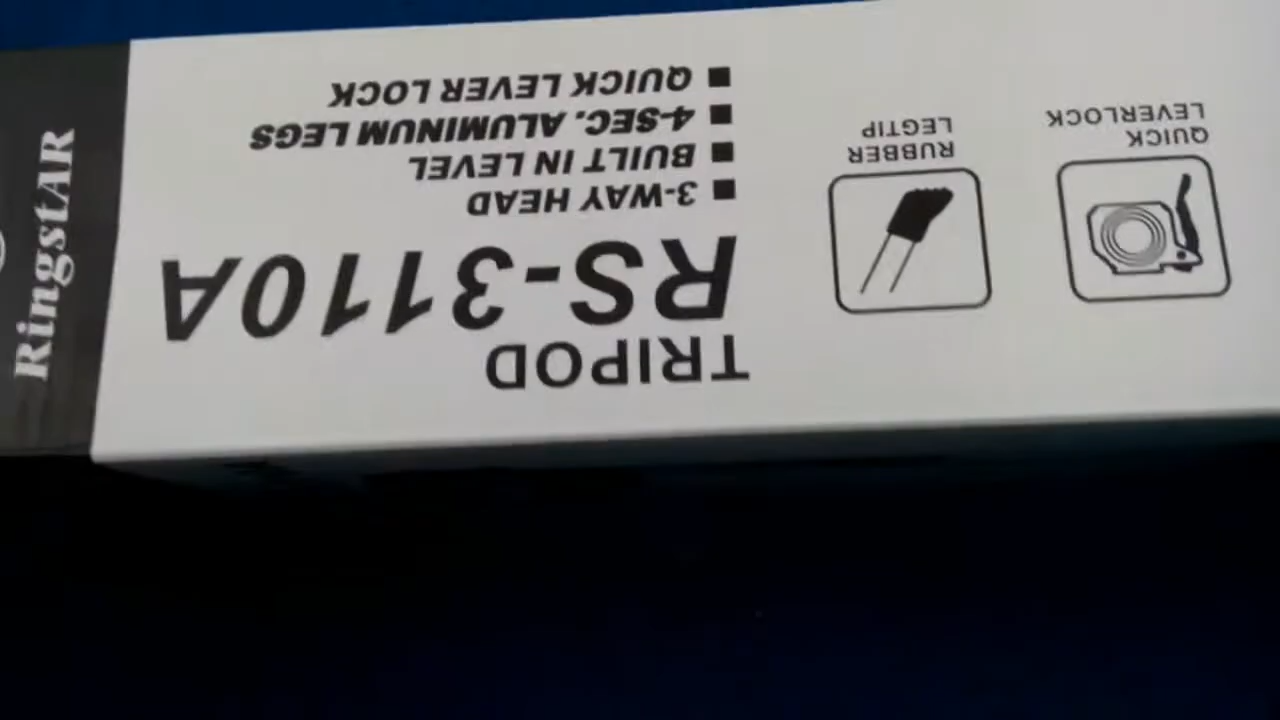 RingstAR
TRIPOD
RS-3110A
■ 3-WAY HEAD
■ BUILT IN LEVEL
■ 4-SEC. ALUMINUM LEGS
■ QUICK LEVER LOCK
RUBBER
LEGTIP
QUICK
LEVERLOCK